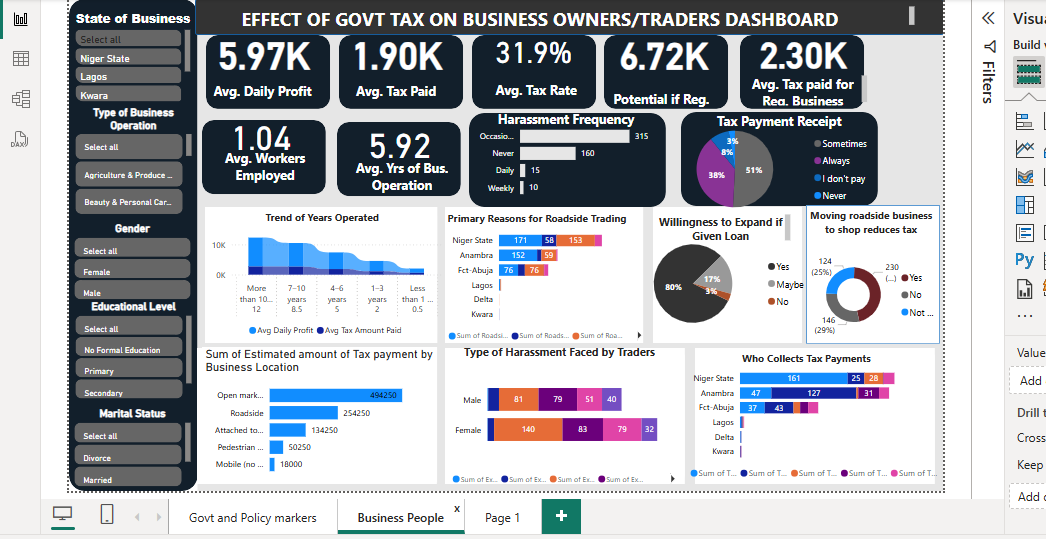 State of Business
Select all
Niger State
Lagos
Kwara
Type of Business
Operation
Select all
Agriculture & Produce ...
Beauty & Personal Car...
Gender
Select all
Female
Male
Educational Level
Select all
No Formal Education
Primary
Secondary
Marital Status
Select all
Divorce
Married
EFFECT OF GOVT TAX ON BUSINESS OWNERS/TRADERS DASHBOARD
5.97K
Avg. Daily Profit
1.90K
Avg. Tax Paid
31.9%
Avg. Tax Rate
6.72K
Potential if Reg.
2.30K
Avg. Tax paid for
Reg. Business
1.04
Avg. Workers
Employed
5.92
Avg. Yrs of Bus.
Operation
Harassment Frequency
Occasio... 315
Never 160
Daily 15
Weekly 10
Tax Payment Receipt
3%
8%
38%
51%
Sometimes
Always
I don't pay
Never
Trend of Years Operated
10K
0K
More
than 10...
12
7–10
years
8.5
4–6
years
5
1–3
years
2
Less
than 1 ...
0.5
Avg Daily Profit Avg Tax Amount Paid
Primary Reasons for Roadside Trading
Niger State 171 58 153
Anambra 152 59
Fct-Abuja 76 76
Lagos
Delta
Kwara
Sum of Roadsi... Sum of Roads... Sum of Roa...
Willingness to Expand if
Given Loan
80%
17%
3%
Yes
Maybe
No
Moving roadside business
to shop reduces tax
124
(25%)
230
(...)
146
(29%)
Yes
No
Not ...
Sum of Estimated amount of Tax payment by
Business Location
Open mark... 494250
Roadside 254250
Attached to... 134250
Pedestrian ... 50250
Mobile (no ... 18000
Type of Harassment Faced by Traders
Male 81 79 51 40
Female 140 83 79 32
Sum of Ex... Sum of Ex... Sum of Ex... Sum of Ex...
Who Collects Tax Payments
Niger State 161 25 28
Anambra 47 127 31
Fct-Abuja 37 43
Lagos
Delta
Kwara
Sum of T... Sum of T... Sum of T... Sum of T... Sum of T...
Filters
Build
Py
...
Add
Cross
Keep
Govt and Policy markers
Business People
x
Page 1
+
DAX